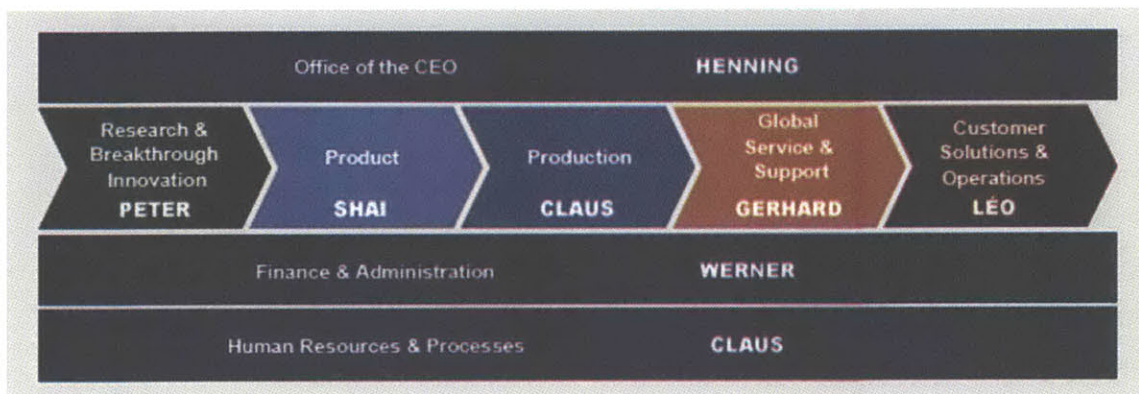 Office of the CEO HENNING
Research &
Breakthrough
Innovation
PETER
Product
SHAI
Production
CLAUS
Global
Service &
Support
GERHARD
Customer
Solutions &
Operations
LÉO
Finance & Administration WERNER
Human Resources & Processes CLAUS